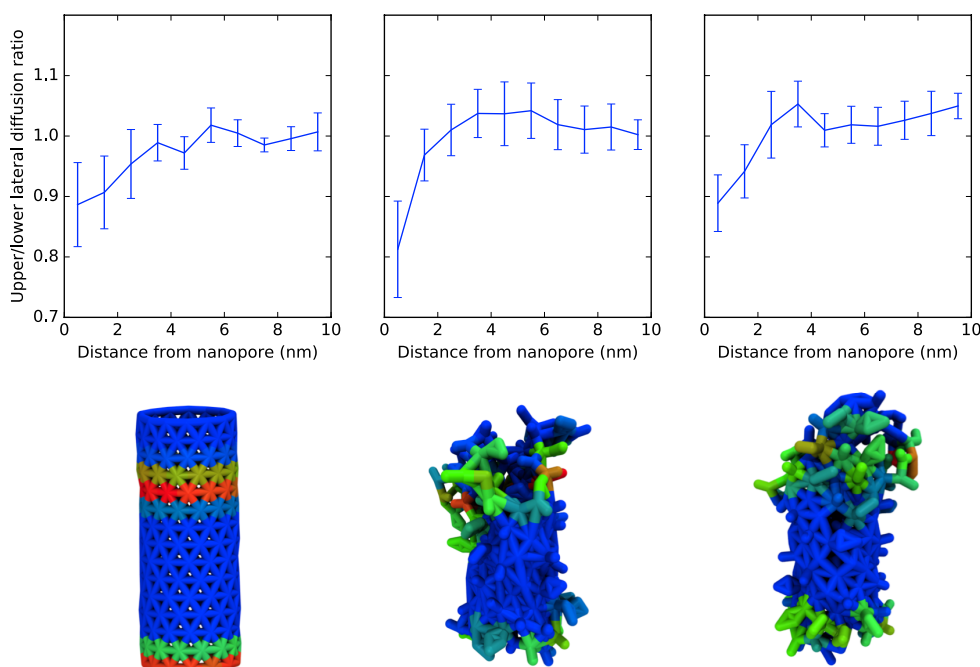 Upper/lower lateral diffusion ratio
1.1
1.0
0.9
0.8
0.7
0 2 4 6 8 10
0 2 4 6 8 10
0 2 4 6 8 10
Distance from nanopore (nm)
Distance from nanopore (nm)
Distance from nanopore (nm)